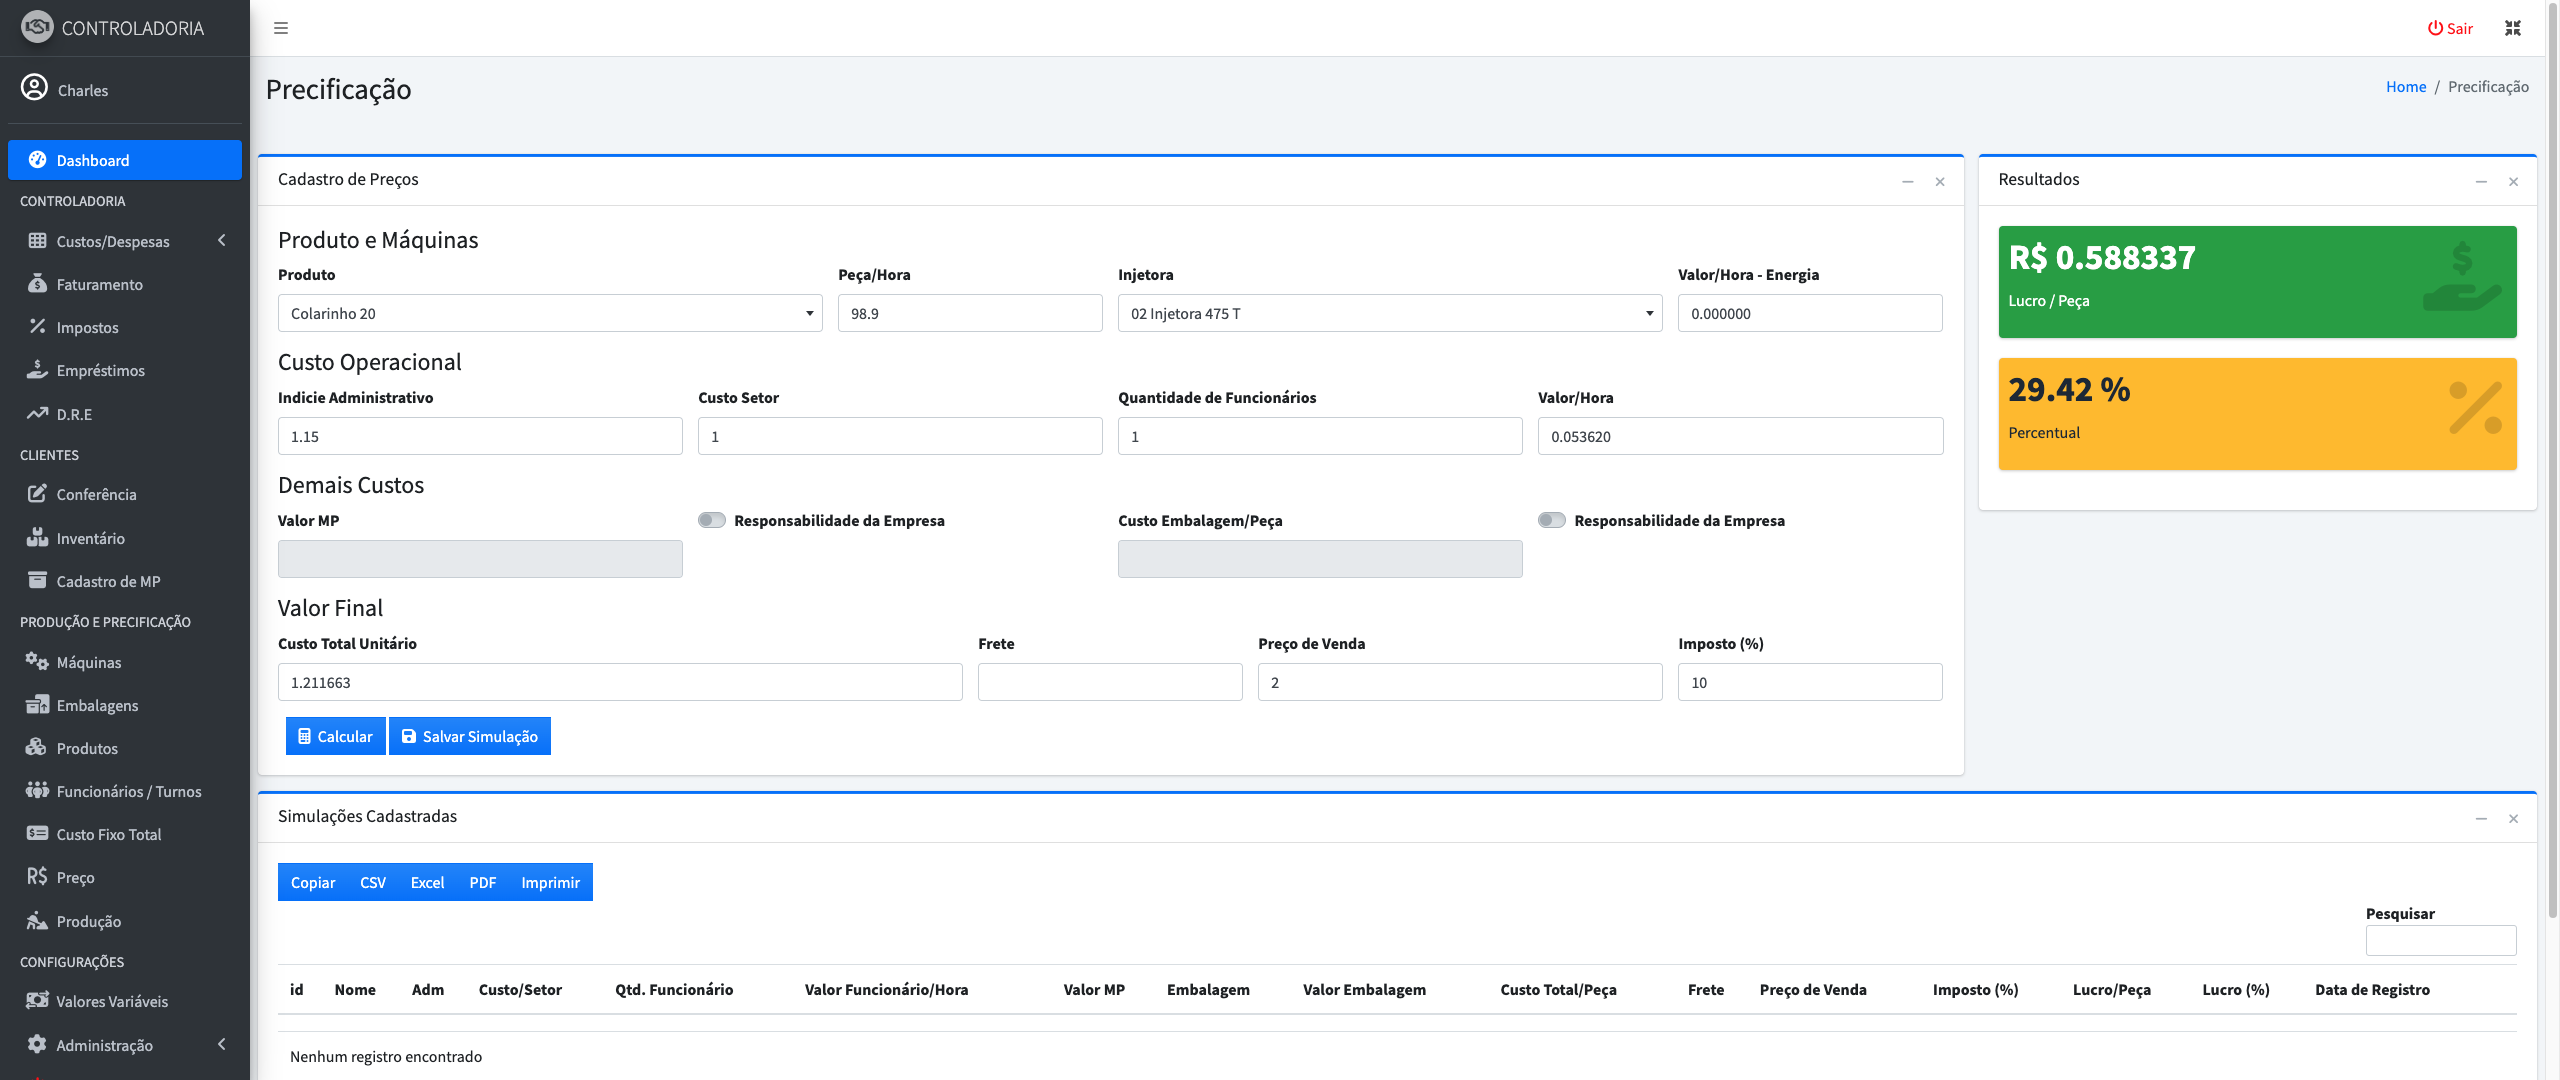 CONTROLADORIA
Sair
Charles
Precificação
Home / Precificação
Dashboard
CONTROLADORIA
Custos/Despesas
Faturamento
Impostos
Empréstimos
D.R.E
CLIENTES
Conferência
Inventário
Cadastro de MP
PRODUÇÃO E PRECIFICAÇÃO
Máquinas
Embalagens
Produtos
Funcionários / Turnos
Custo Fixo Total
R$ Preço
Produção
CONFIGURAÇÕES
Valores Variáveis
Administração
Cadastro de Preços
Produto e Máquinas
Produto Peça/Hora Injetora Valor/Hora - Energia
Colarinho 20 98.9 02 Injetora 475 T 0.000000
Custo Operacional
Indicie Administrativo Custo Setor Quantidade de Funcionários Valor/Hora
1.15 1 1 0.053620
Demais Custos
Valor MP Responsabilidade da Empresa Custo Embalagem/Peça Responsabilidade da Empresa
Valor Final
Custo Total Unitário Frete Preço de Venda Imposto (%)
1.211663 2 10
Calcular Salvar Simulação
Resultados
R$ 0.588337
Lucro / Peça
29.42 %
Percentual
Simulações Cadastradas
Copiar CSV Excel PDF Imprimir
Pesquisar
id Nome Adm Custo/Setor Qtd. Funcionário Valor Funcionário/Hora Valor MP Embalagem Valor Embalagem Custo Total/Peça Frete Preço de Venda Imposto (%) Lucro/Peça Lucro (%) Data de Registro
Nenhum registro encontrado